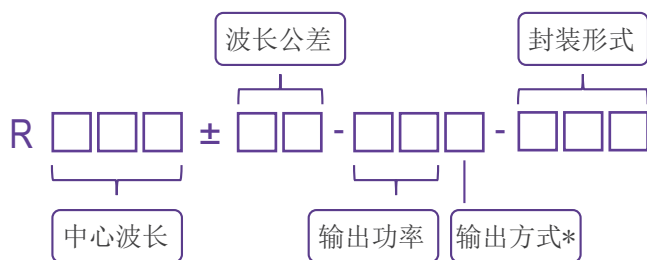 波长公差 封装形式
R □□□ ± □□ - □□□ - □□□
中心波长 输出功率 输出方式*